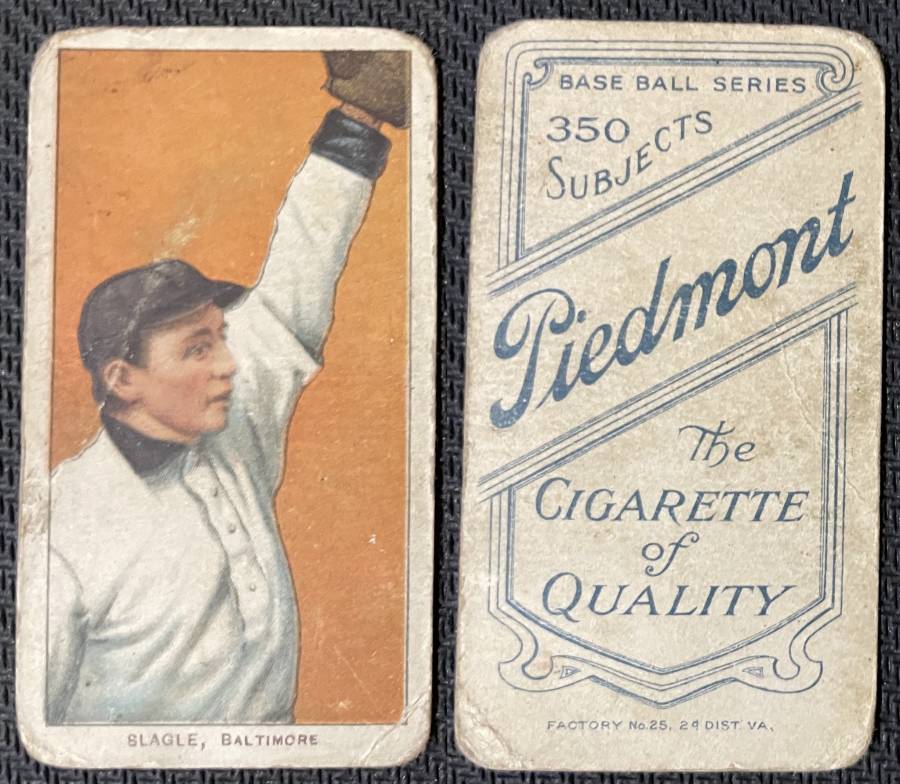 SLAGLE, BALTIMORE
BASE BALL SERIES
350
SUBJECTS
Piedmont
The
CIGARETTE
of
QUALITY
FACTORY No.25, 2d DIST. VA.